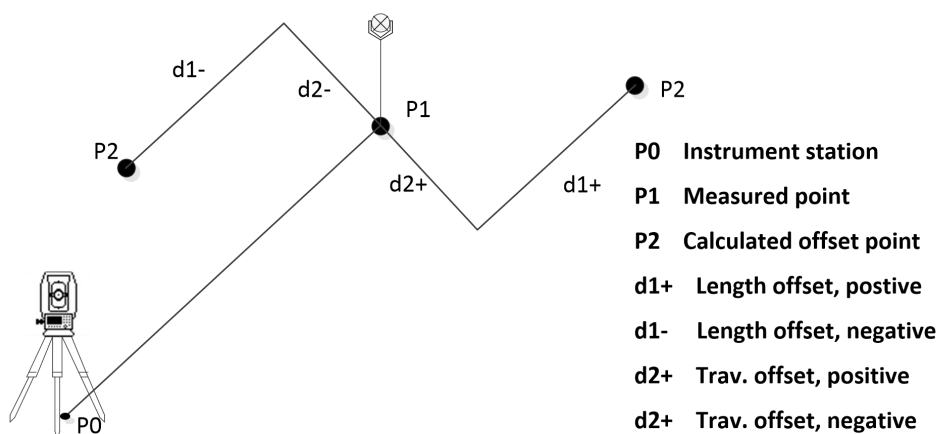 d1-
d2-
P1
P2
P2
d2+
d1+
P0
P0 Instrument station
P1 Measured point
P2 Calculated offset point
d1+ Length offset, postive
d1- Length offset, negative
d2+ Trav. offset, positive
d2+ Trav. offset, negative